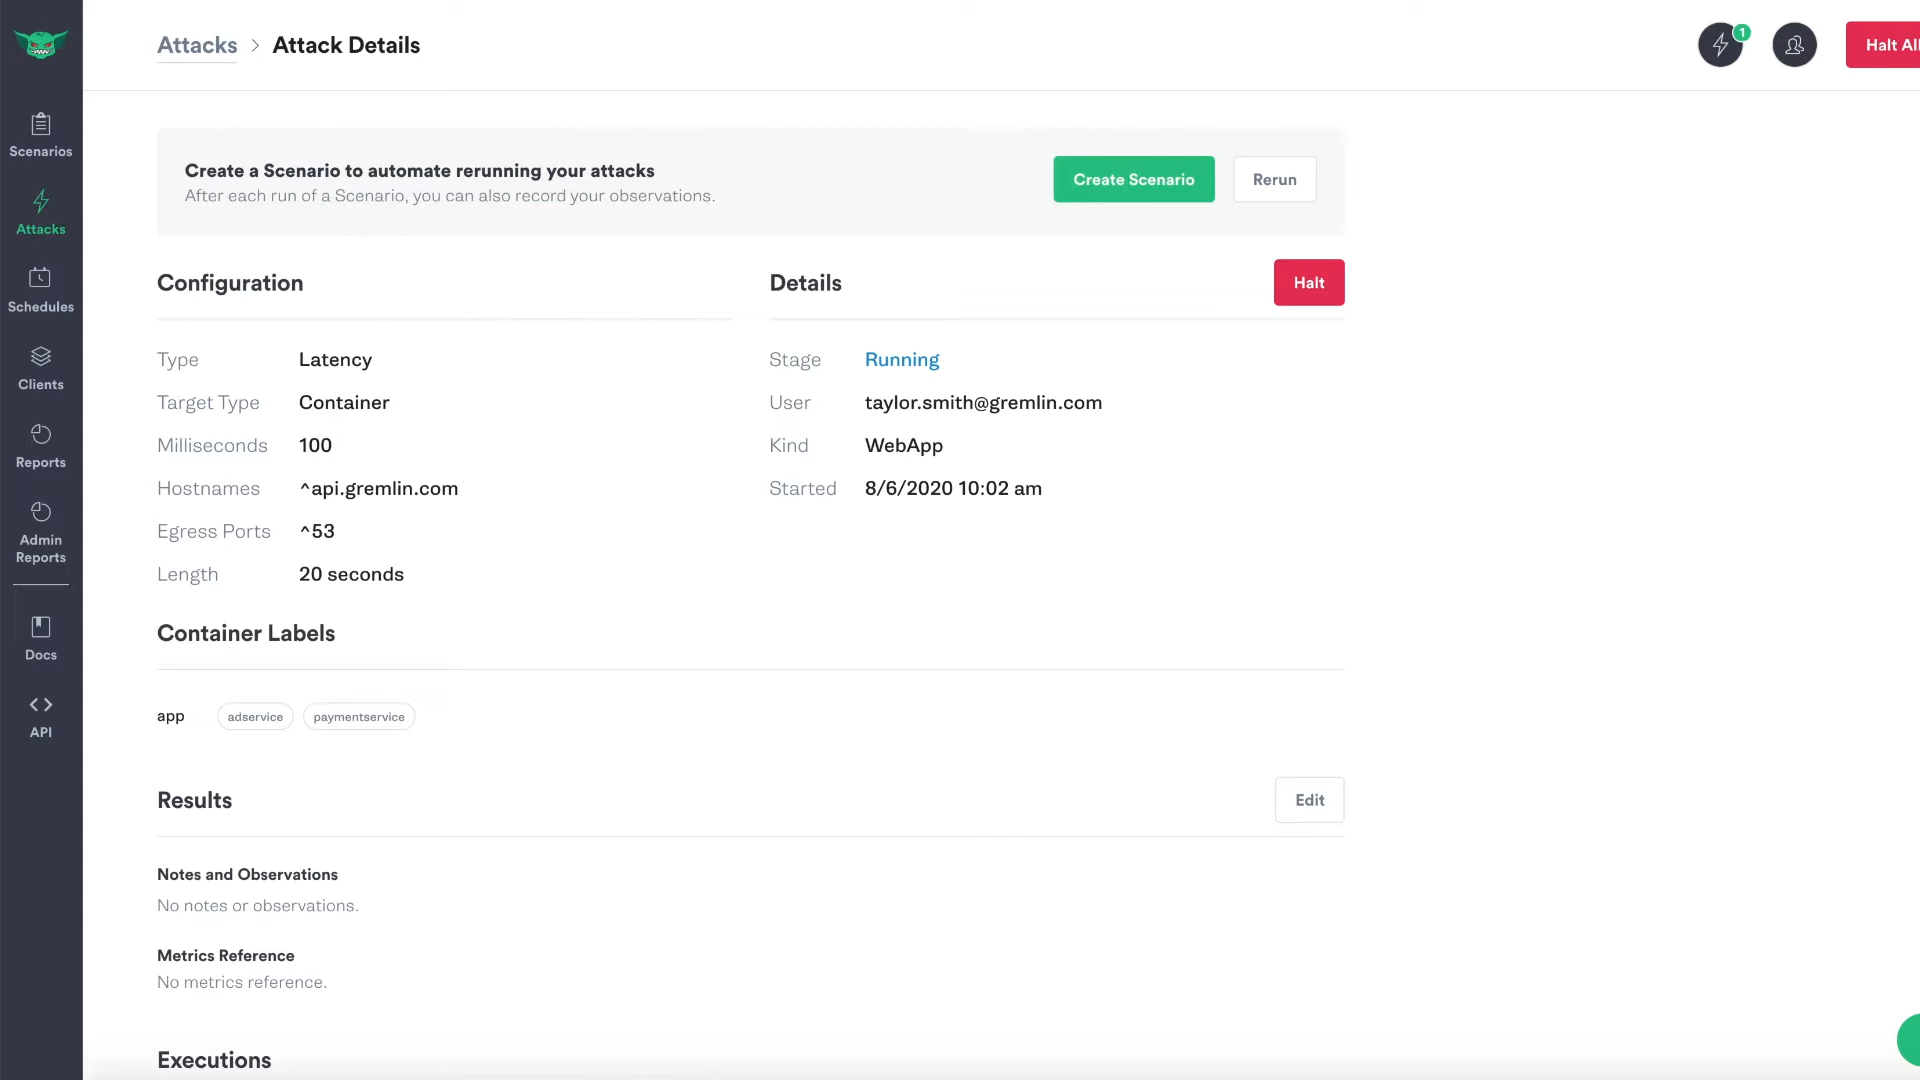 Attacks > Attack Details
1
Halt All
Scenarios
Attacks
Schedules
Clients
Reports
Admin
Reports
Docs
API
Create a Scenario to automate rerunning your attacks
After each run of a Scenario, you can also record your observations.
Create Scenario
Rerun
Configuration
Type Latency
Target Type Container
Milliseconds 100
Hostnames ^api.gremlin.com
Egress Ports ^53
Length 20 seconds
Details
Halt
Stage Running
User taylor.smith@gremlin.com
Kind WebApp
Started 8/6/2020 10:02 am
Container Labels
app adservice paymentservice
Results
Edit
Notes and Observations
No notes or observations.
Metrics Reference
No metrics reference.
Executions